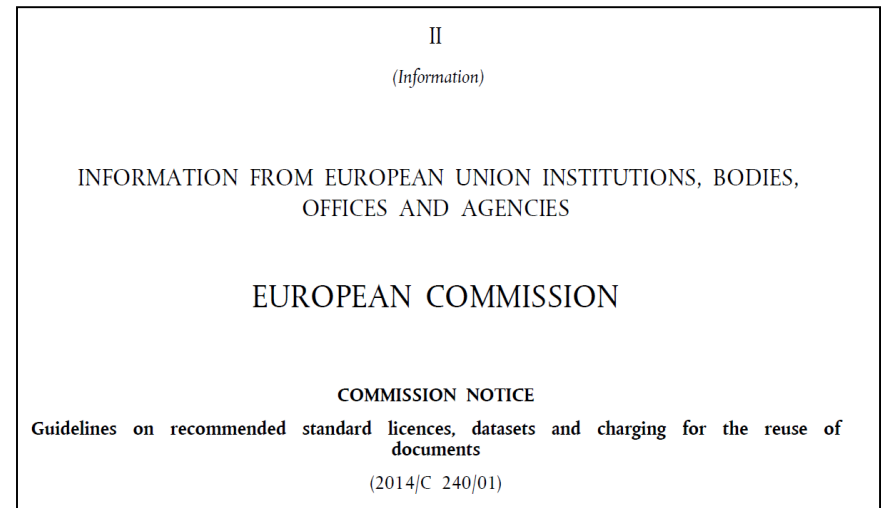 II
(Information)
INFORMATION FROM EUROPEAN UNION INSTITUTIONS, BODIES,
OFFICES AND AGENCIES
EUROPEAN COMMISSION
COMMISSION NOTICE
Guidelines on recommended standard licences, datasets and charging for the reuse of
documents
(2014/C 240/01)